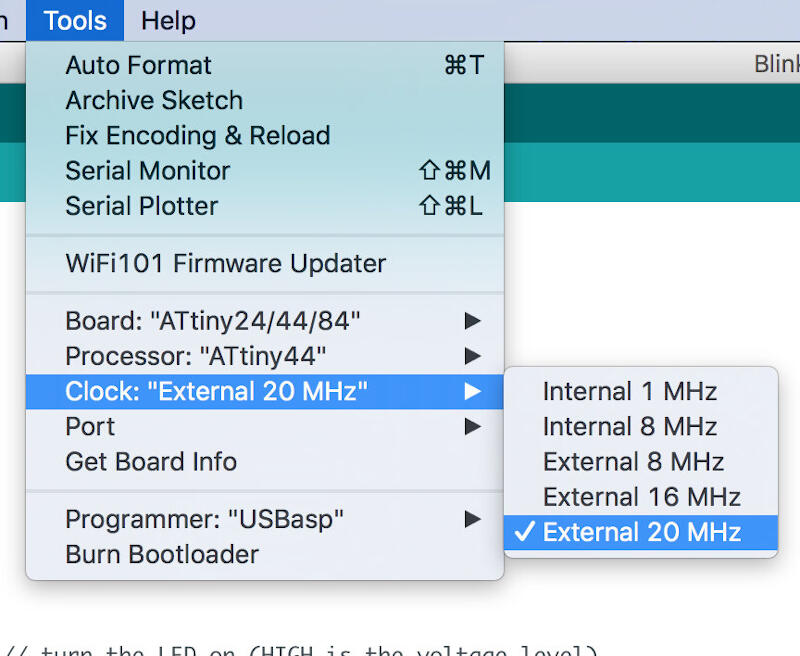 Tools Help
Blink
Auto Format ⌘T
Archive Sketch
Fix Encoding & Reload
Serial Monitor ⇧⌘M
Serial Plotter ⇧⌘L
WiFi101 Firmware Updater
Board: "ATtiny24/44/84" ▶
Processor: "ATtiny44" ▶
Clock: "External 20 MHz" ▶
Port ▶
Get Board Info
Programmer: "USBasp" ▶
Burn Bootloader
Internal 1 MHz
Internal 8 MHz
External 8 MHz
External 16 MHz
✓ External 20 MHz
// turn the LED on (HIGH is the voltage level)